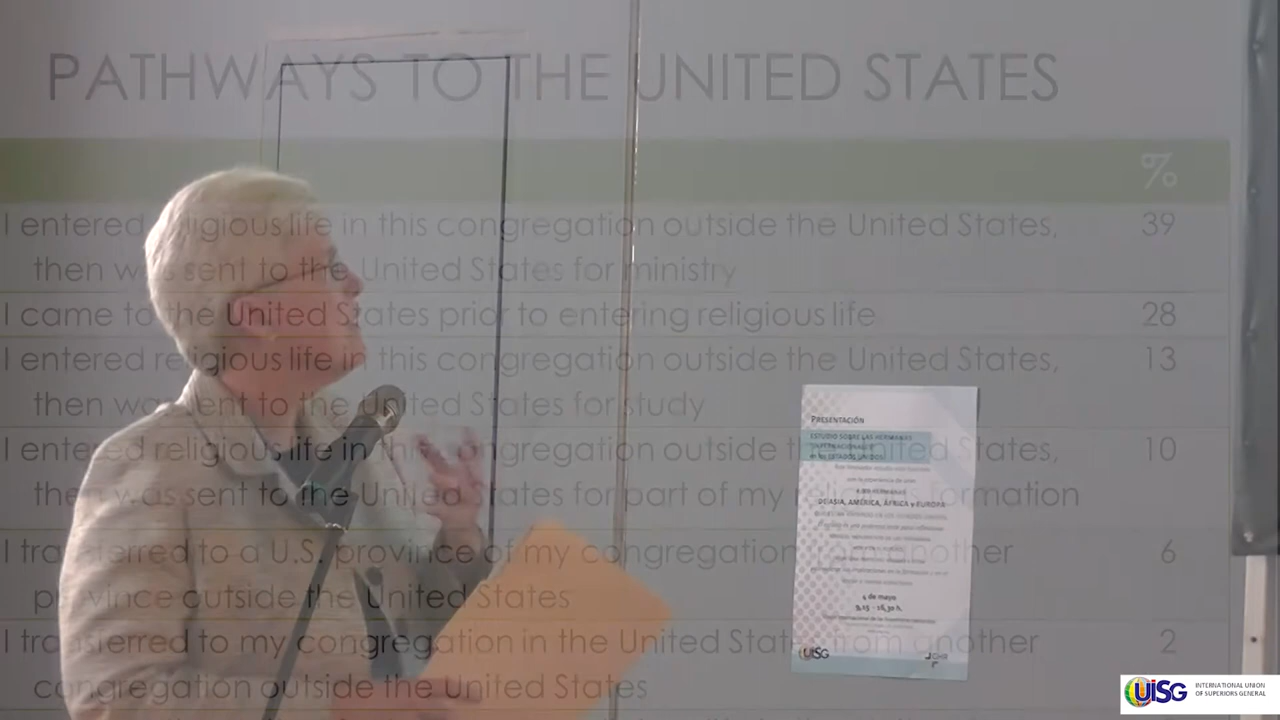 PATHWAYS TO THE UNITED STATES
%
I entered religious life in this congregation outside the United States, 39
then was sent to the United States for ministry
I came to the United States prior to entering religious life 28
I entered religious life in this congregation outside the United States, 13
then was sent to the United States for study
I entered religious life in this congregation outside the United States, 10
then was sent to the United States for part of my religious formation
I transferred to a U.S. province of my congregation from another 6
province outside the United States
I transferred to my congregation in the United States from another 2
congregation outside the United States
PRESENTACIÓN
ESTUDIO SOBRE LAS HERMANAS
INTERNACIONALES
en los ESTADOS UNIDOS
DE ASIA, AMÉRICA, ÁFRICA y EUROPA
4 de mayo
9,15 - 16,30 h.
UISG
UISG INTERNATIONAL UNION
OF SUPERIORS GENERAL